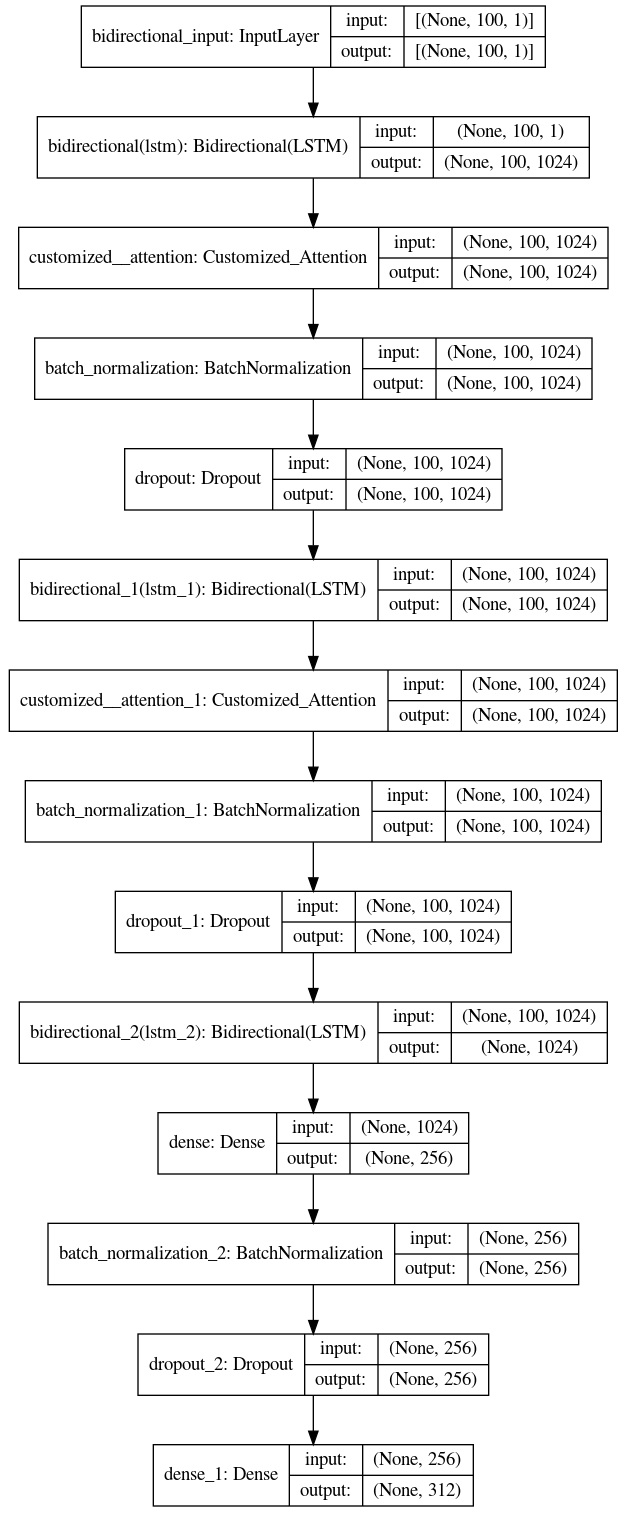 bidirectional_input: InputLayer
input: [(None, 100, 1)]
output: [(None, 100, 1)]
bidirectional(lstm): Bidirectional(LSTM)
input: (None, 100, 1)
output: (None, 100, 1024)
customized__attention: Customized_Attention
input: (None, 100, 1024)
output: (None, 100, 1024)
batch_normalization: BatchNormalization
input: (None, 100, 1024)
output: (None, 100, 1024)
dropout: Dropout
input: (None, 100, 1024)
output: (None, 100, 1024)
bidirectional_1(lstm_1): Bidirectional(LSTM)
input: (None, 100, 1024)
output: (None, 100, 1024)
customized__attention_1: Customized_Attention
input: (None, 100, 1024)
output: (None, 100, 1024)
batch_normalization_1: BatchNormalization
input: (None, 100, 1024)
output: (None, 100, 1024)
dropout_1: Dropout
input: (None, 100, 1024)
output: (None, 100, 1024)
bidirectional_2(lstm_2): Bidirectional(LSTM)
input: (None, 100, 1024)
output: (None, 1024)
dense: Dense
input: (None, 1024)
output: (None, 256)
batch_normalization_2: BatchNormalization
input: (None, 256)
output: (None, 256)
dropout_2: Dropout
input: (None, 256)
output: (None, 256)
dense_1: Dense
input: (None, 256)
output: (None, 312)